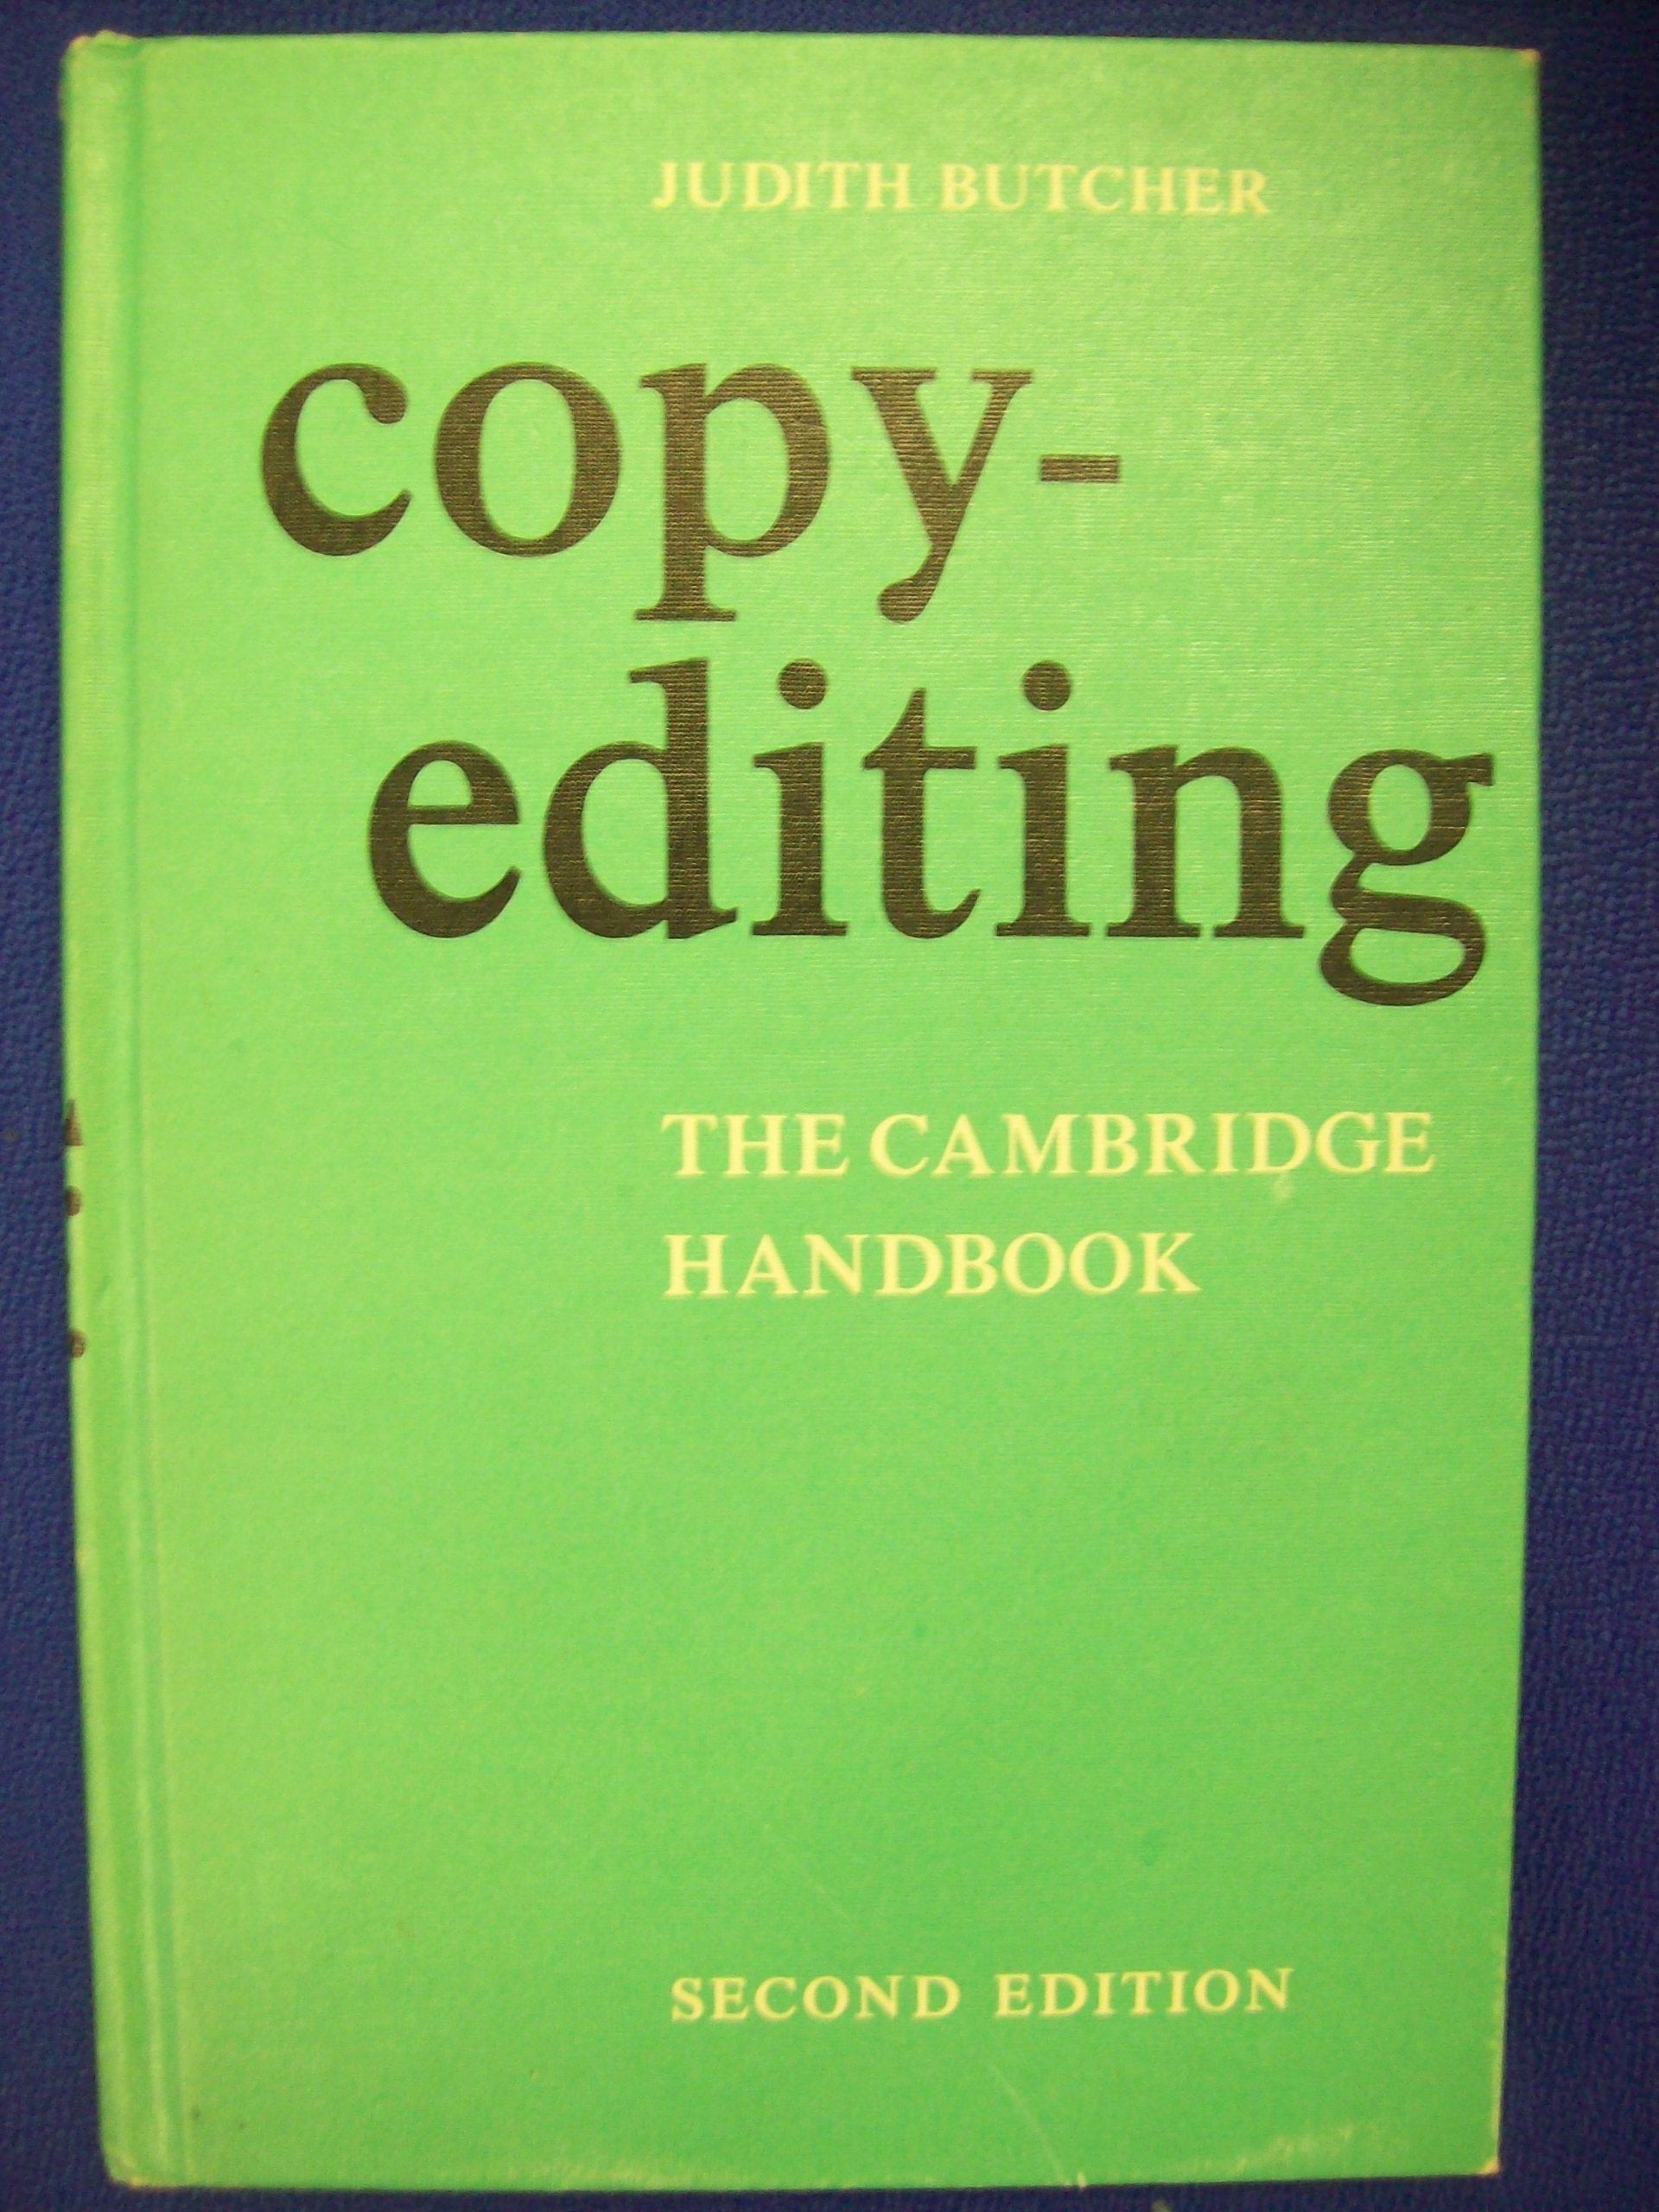 JUDITH BUTCHER
copy-
editing
THE CAMBRIDGE
HANDBOOK
SECOND EDITION